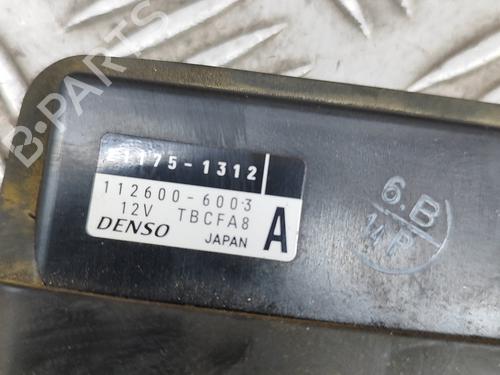 B-PARTS
175-1312
112600-6003
12V TBCFA8
DENSO JAPAN A
6.B